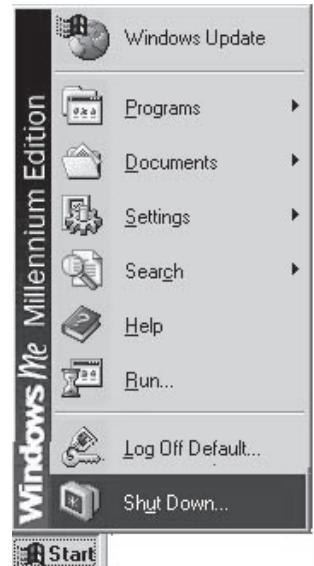 Windows Update
Programs
Documents
Settings
Search
Help
Run...
Log Off Default...
Shut Down...
Windows Me Millennium Edition
Start